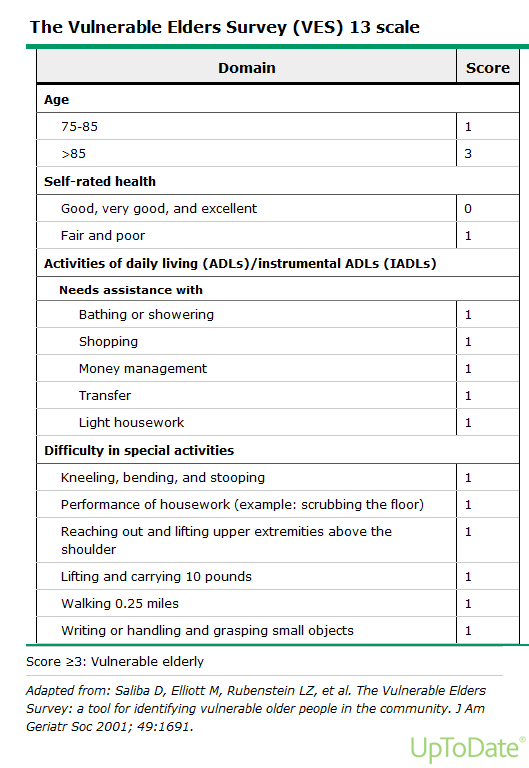 The Vulnerable Elders Survey (VES) 13 scale
Domain Score
Age
75-85 1
>85 3
Self-rated health
Good, very good, and excellent 0
Fair and poor 1
Activities of daily living (ADLs)/instrumental ADLs (IADLs)
Needs assistance with
Bathing or showering 1
Shopping 1
Money management 1
Transfer 1
Light housework 1
Difficulty in special activities
Kneeling, bending, and stooping 1
Performance of housework (example: scrubbing the floor) 1
Reaching out and lifting upper extremities above the 1
shoulder
Lifting and carrying 10 pounds 1
Walking 0.25 miles 1
Writing or handling and grasping small objects 1
Score ≥3: Vulnerable elderly
Adapted from: Saliba D, Elliott M, Rubenstein LZ, et al. The Vulnerable Elders
Survey: a tool for identifying vulnerable older people in the community. J Am
Geriatr Soc 2001; 49:1691.
UpToDate®